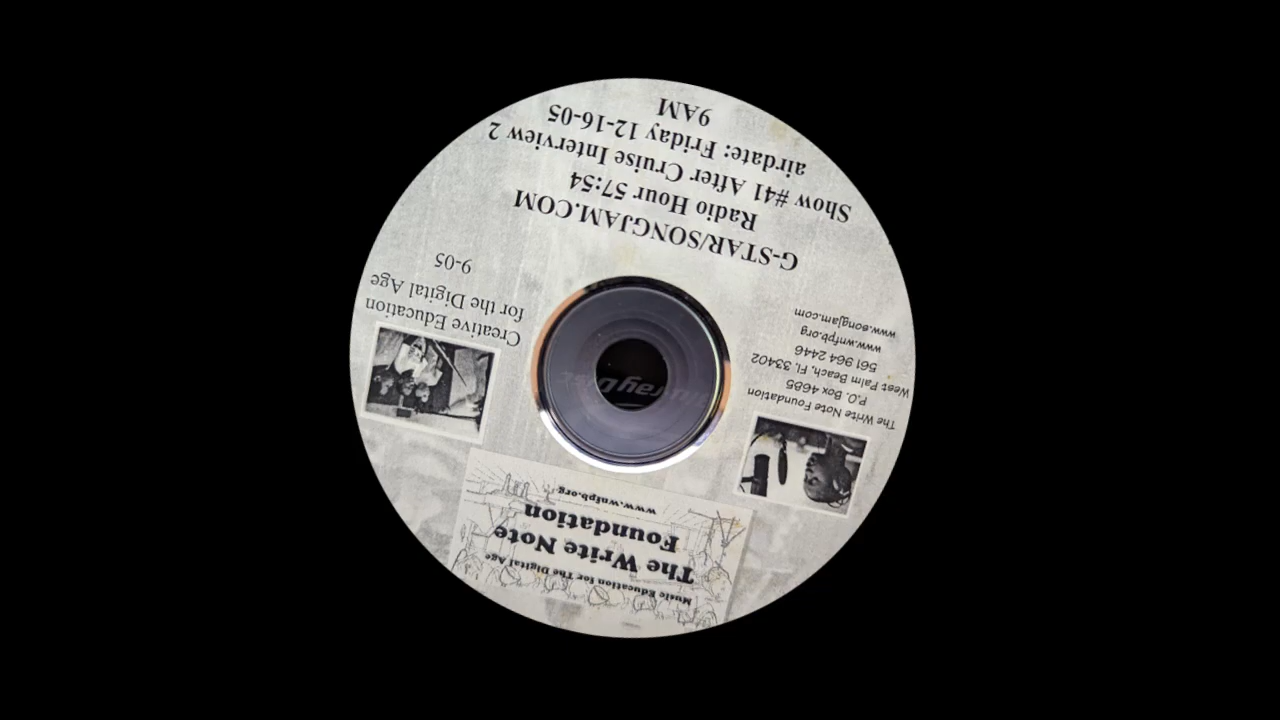 Music Education for The Digital Age
The Write Note
Foundation
www.wnfpb.org
The Write Note Foundation
P.O. Box 4685
West Palm Beach, Fl. 33402
561 964 2446
www.wnfpb.org
www.songjam.com
Creative Education
for the Digital Age
9-05
G-STAR/SONGJAM.COM
Radio Hour 57:54
Show #41 After Cruise Interview 2
airdate: Friday 12-16-05
9AM